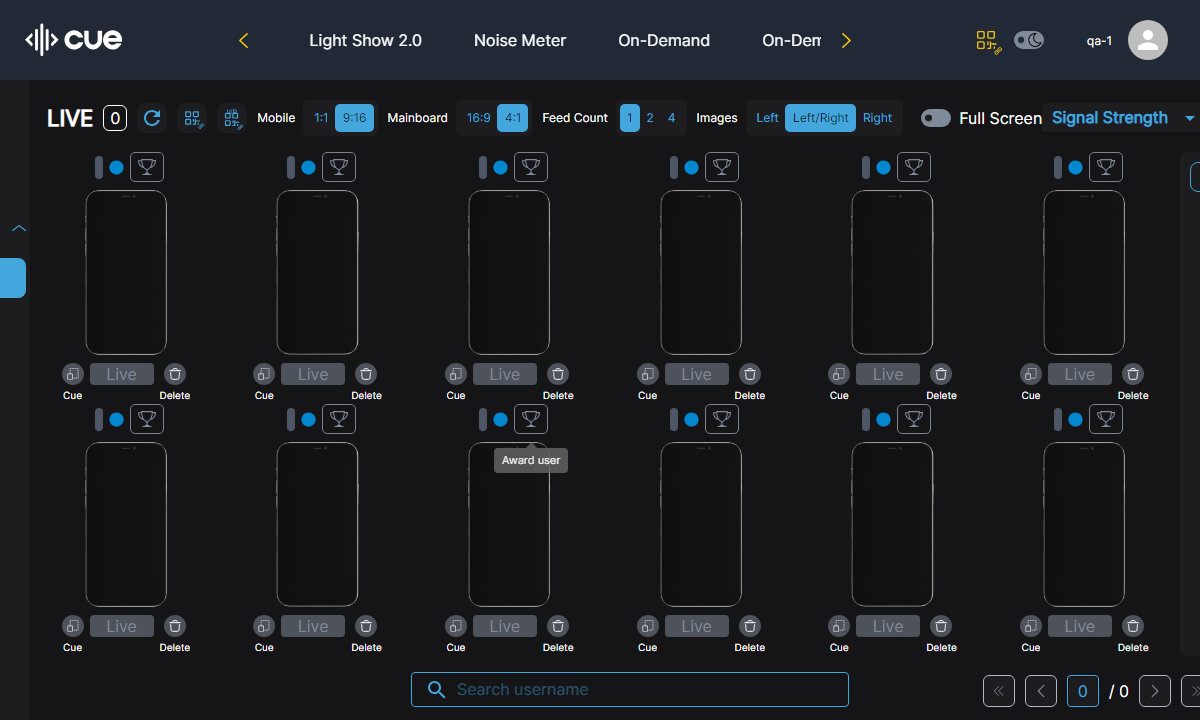 cue
Light Show 2.0
Noise Meter
On-Demand
On-Dem
qa-1
LIVE 0
Mobile 1:1 9:16
Mainboard 16:9 4:1
Feed Count 1 2 4
Images Left Left/Right Right
Full Screen
Signal Strength
Live Live Live Live Live Live
Cue Delete Cue Delete Cue Delete Cue Delete Cue Delete Cue Delete
Award user
Live Live Live Live Live Live
Cue Delete Cue Delete Cue Delete Cue Delete Cue Delete Cue Delete
Search username
0 / 0